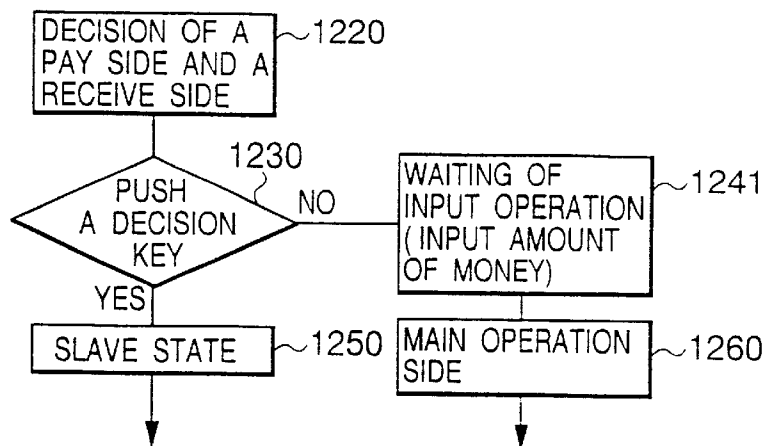 DECISION OF A
PAY SIDE AND A
RECEIVE SIDE
1220
PUSH
A DECISION
KEY
1230
NO
YES
WAITING OF
INPUT OPERATION
(INPUT AMOUNT
OF MONEY)
1241
SLAVE STATE
1250
MAIN OPERATION
SIDE
1260